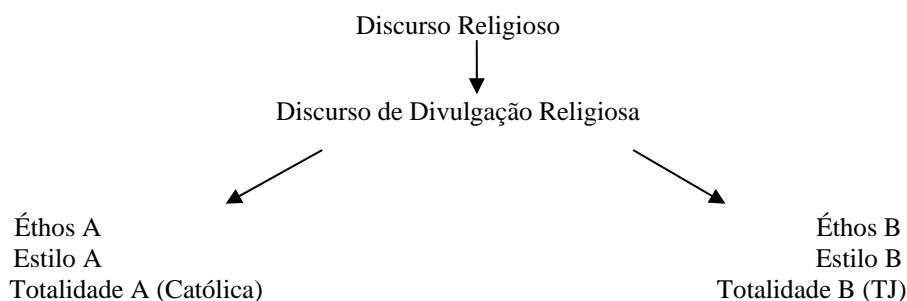 Discurso Religioso
Discurso de Divulgação Religiosa
Éthos A
Estilo A
Totalidade A (Católica)
Éthos B
Estilo B
Totalidade B (TJ)